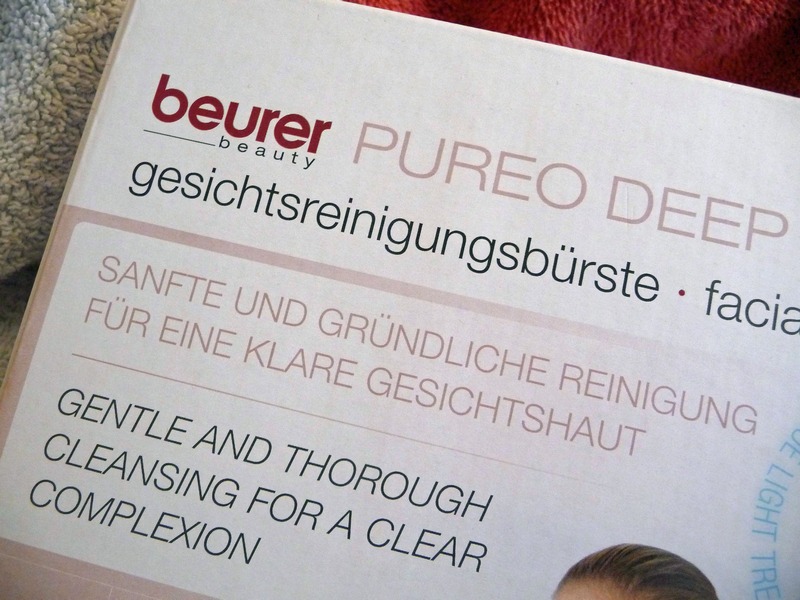 beurer PUREO DEEP
beauty
gesichtsreinigungsbürste • facia
SANFTE UND GRÜNDLICHE REINIGUNG
FÜR EINE KLARE GESICHTSHAUT
GENTLE AND THOROUGH
CLEANSING FOR A CLEAR
COMPLEXION
LIGHT TRE